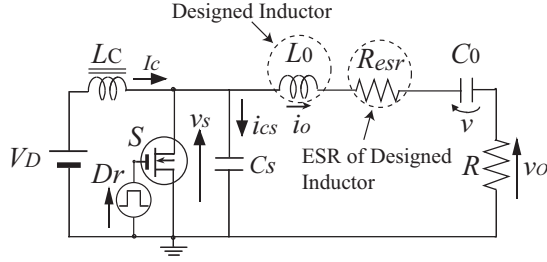 Designed Inductor
LC
Ic
L0
Resr
C0
S
vs
ics
io
v
VD
Dr
Cs
ESR of Designed
Inductor
R
vO